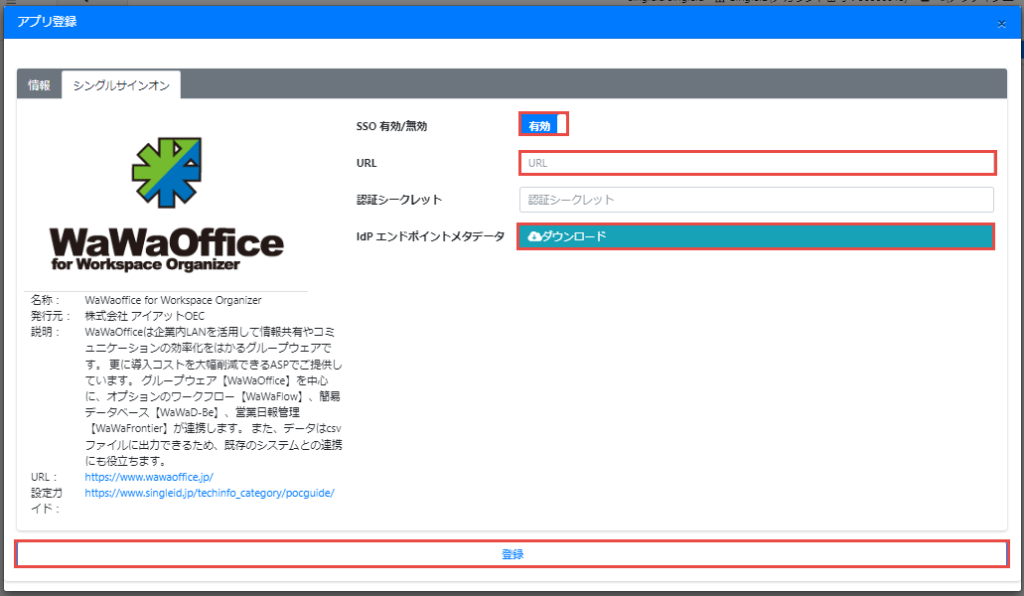 アプリ登録
×
情報 シングルサインオン
SSO 有効/無効 有効
URL URL
認証シークレット 認証シークレット
IdP エンドポイントメタデータ ダウンロード
WaWaOffice
for Workspace Organizer
名称： WaWaoffice for Workspace Organizer
発行元： 株式会社 アイアットOEC
説明： WaWaOfficeは企業内LANを活用して情報共有やコミ
ュニケーションの効率化をはかるグループウェアで
す。 更に導入コストを大幅削減できるASPでご提供し
ています。 グループウェア【WaWaOffice】を中心
に、オプションのワークフロー【WaWaFlow】、簡易
データベース【WaWaD-Be】、営業日報管理
【WaWaFrontier】が連携します。 また、データはcsv
ファイルに出力できるため、既存のシステムとの連携
にも役立ちます。
URL： https://www.wawaoffice.jp/
設定ガ https://www.singleid.jp/techinfo_category/pocguide/
イド：
登録